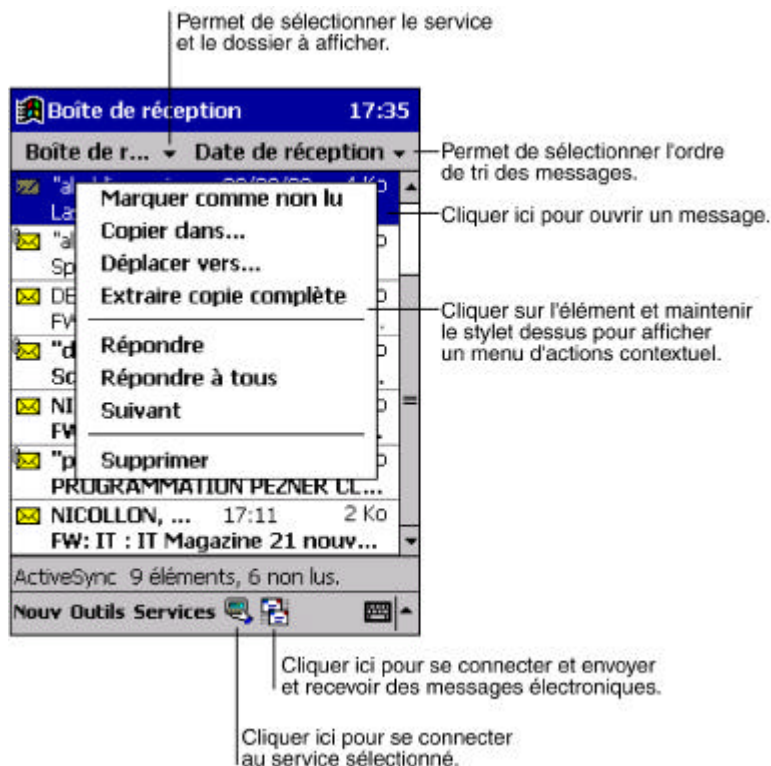 Permet de sélectionner le service
et le dossier à afficher.
Boîte de réception 17:35
Boîte de r... Date de réception
Permet de sélectionner l'ordre
de tri des messages.
Cliquer ici pour ouvrir un message.
Marquer comme non lu
Copier dans...
Déplacer vers...
Extraire copie complète
Cliquer sur l'élément et maintenir
le stylet dessus pour afficher
un menu d'actions contextuel.
Répondre
Répondre à tous
Suivant
Supprimer
PROGRAMMATION PEZNER CL...
NICOLLON, ... 17:11 2 Ko
FW: IT : IT Magazine 21 nouv...
ActiveSync 9 éléments, 6 non lus.
Nouv Outils Services
Cliquer ici pour se connecter et envoyer
et recevoir des messages électroniques.
Cliquer ici pour se connecter
au service sélectionné.